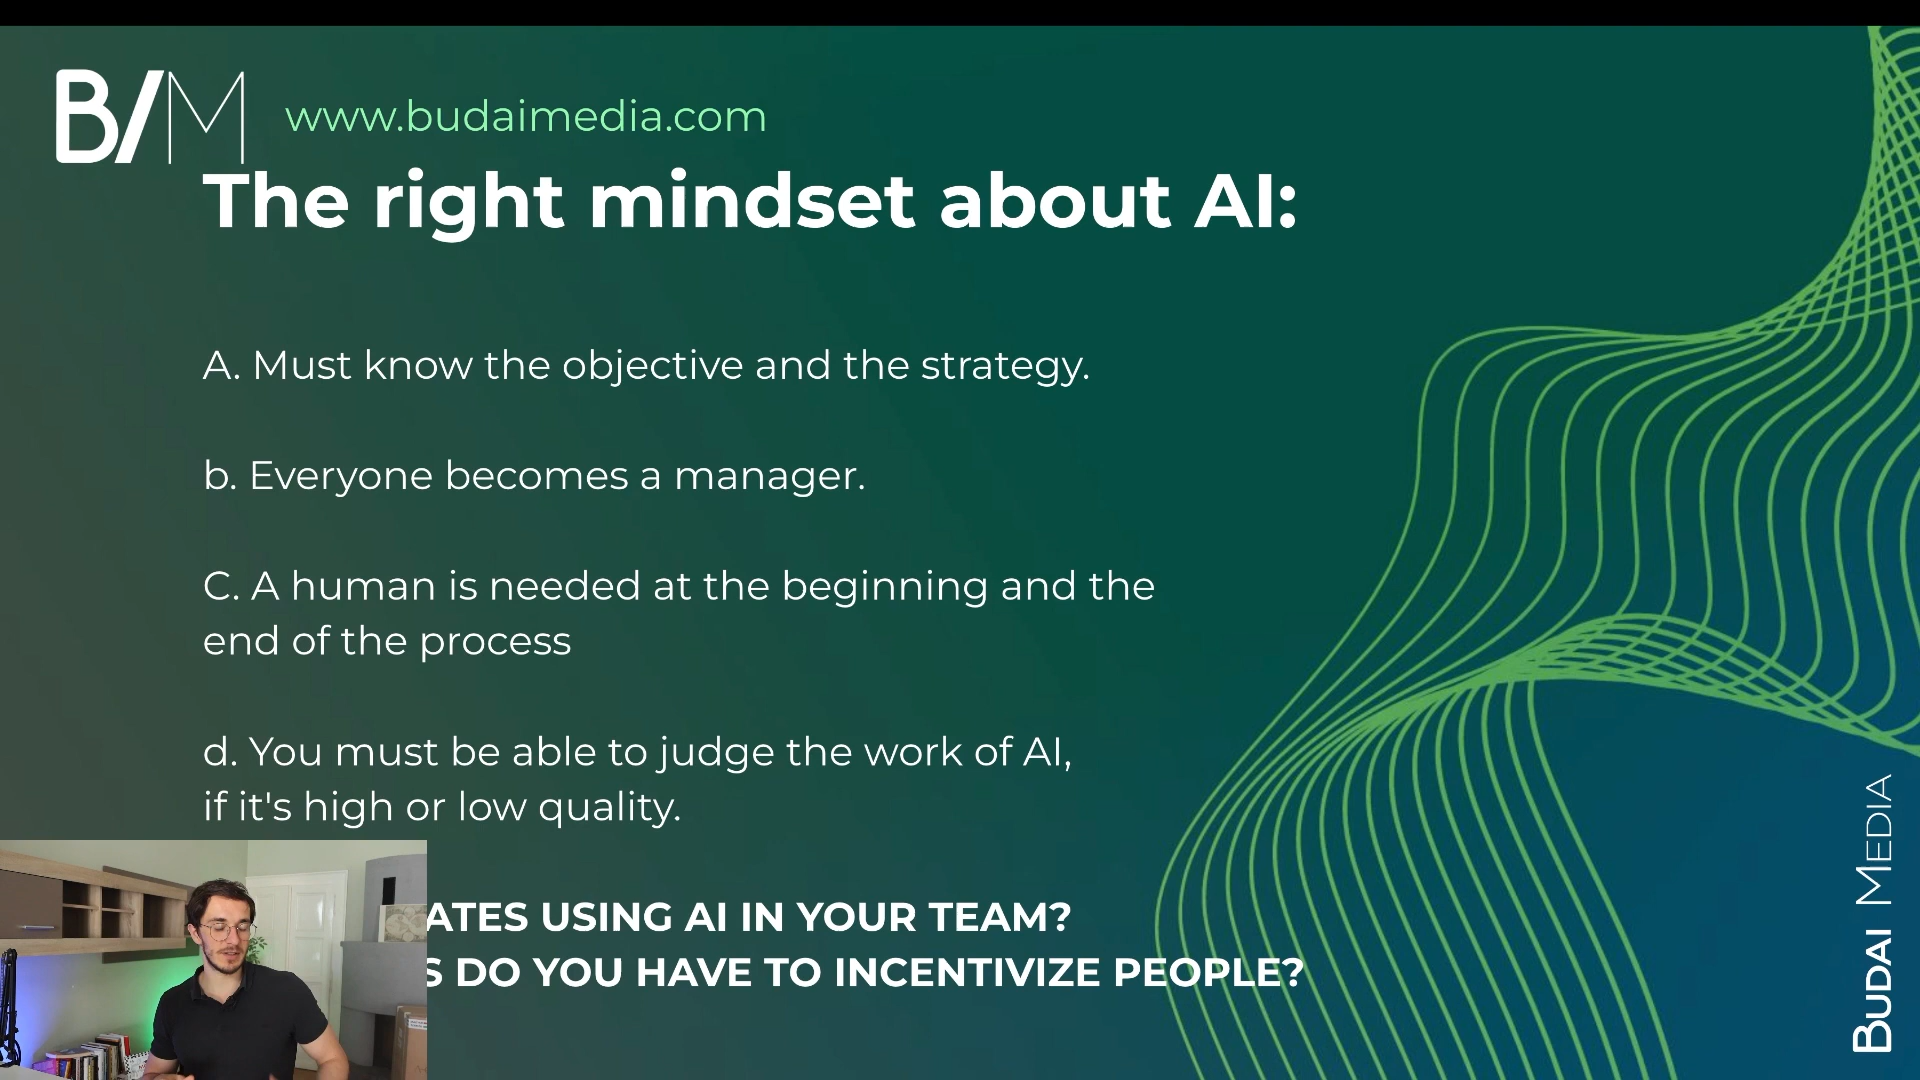 B/M
www.budaimedia.com
The right mindset about AI:
A. Must know the objective and the strategy.
b. Everyone becomes a manager.
C. A human is needed at the beginning and the
end of the process
d. You must be able to judge the work of AI,
if it's high or low quality.
USING AI IN YOUR TEAM?
DO YOU HAVE TO INCENTIVIZE PEOPLE?
BUDAI MEDIA